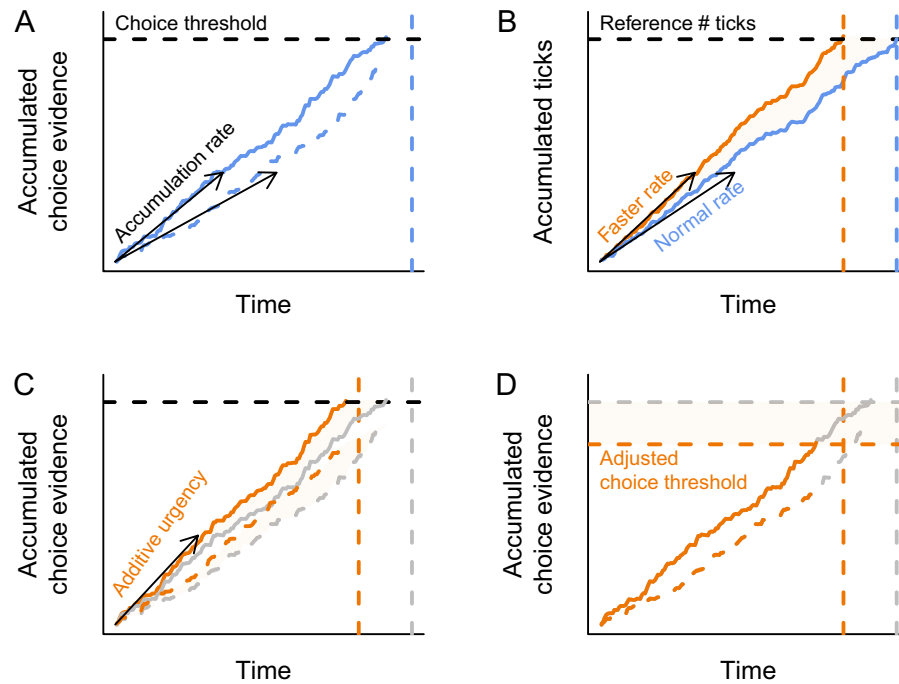 A
Choice threshold
Accumulated
choice evidence
Accumulation rate
Time
B
Reference # ticks
Accumulated ticks
Faster rate
Normal rate
Time
C
Accumulated
choice evidence
Additive urgency
Time
D
Accumulated
choice evidence
Adjusted
choice threshold
Time